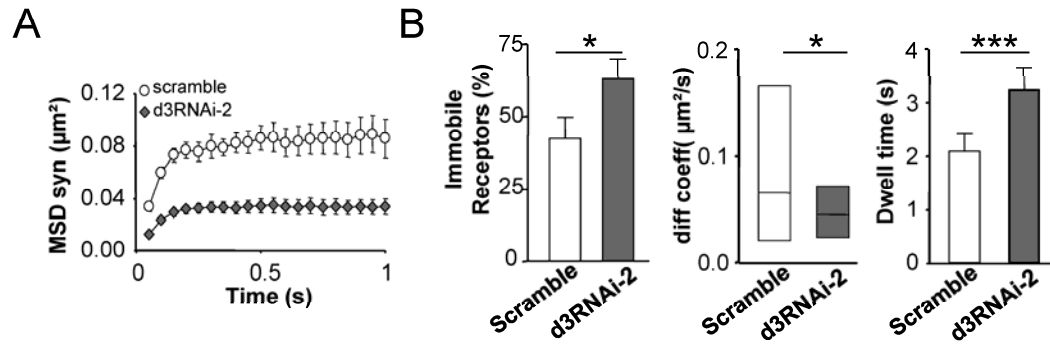 A
scramble
d3RNAi-2
MSD syn (µm²)
0.12
0.08
0.04
0.00
0
0.5
1
Time (s)
B
Immobile
Receptors (%)
75
50
25
0
*
Scramble
d3RNAi-2
diff coeff( µm²/s)
0.2
0.1
0.0
*
Scramble
d3RNAi-2
Dwell time (s)
4
3
2
1
0
***
Scramble
d3RNAi-2